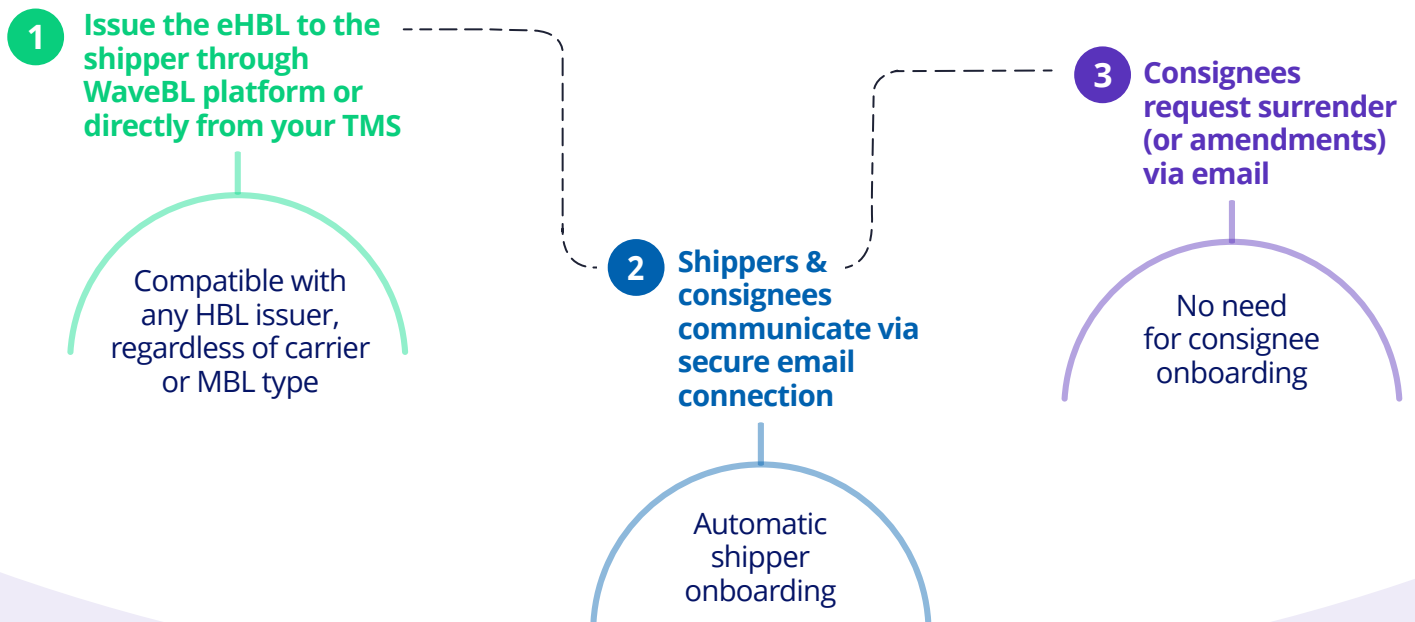 1
Issue the eHBL to the
shipper through
WaveBL platform or
directly from your TMS
Compatible with
any HBL issuer,
regardless of carrier
or MBL type
2
Shippers &
consignees
communicate via
secure email
connection
Automatic
shipper
onboarding
3
Consignees
request surrender
(or amendments)
via email
No need
for consignee
onboarding